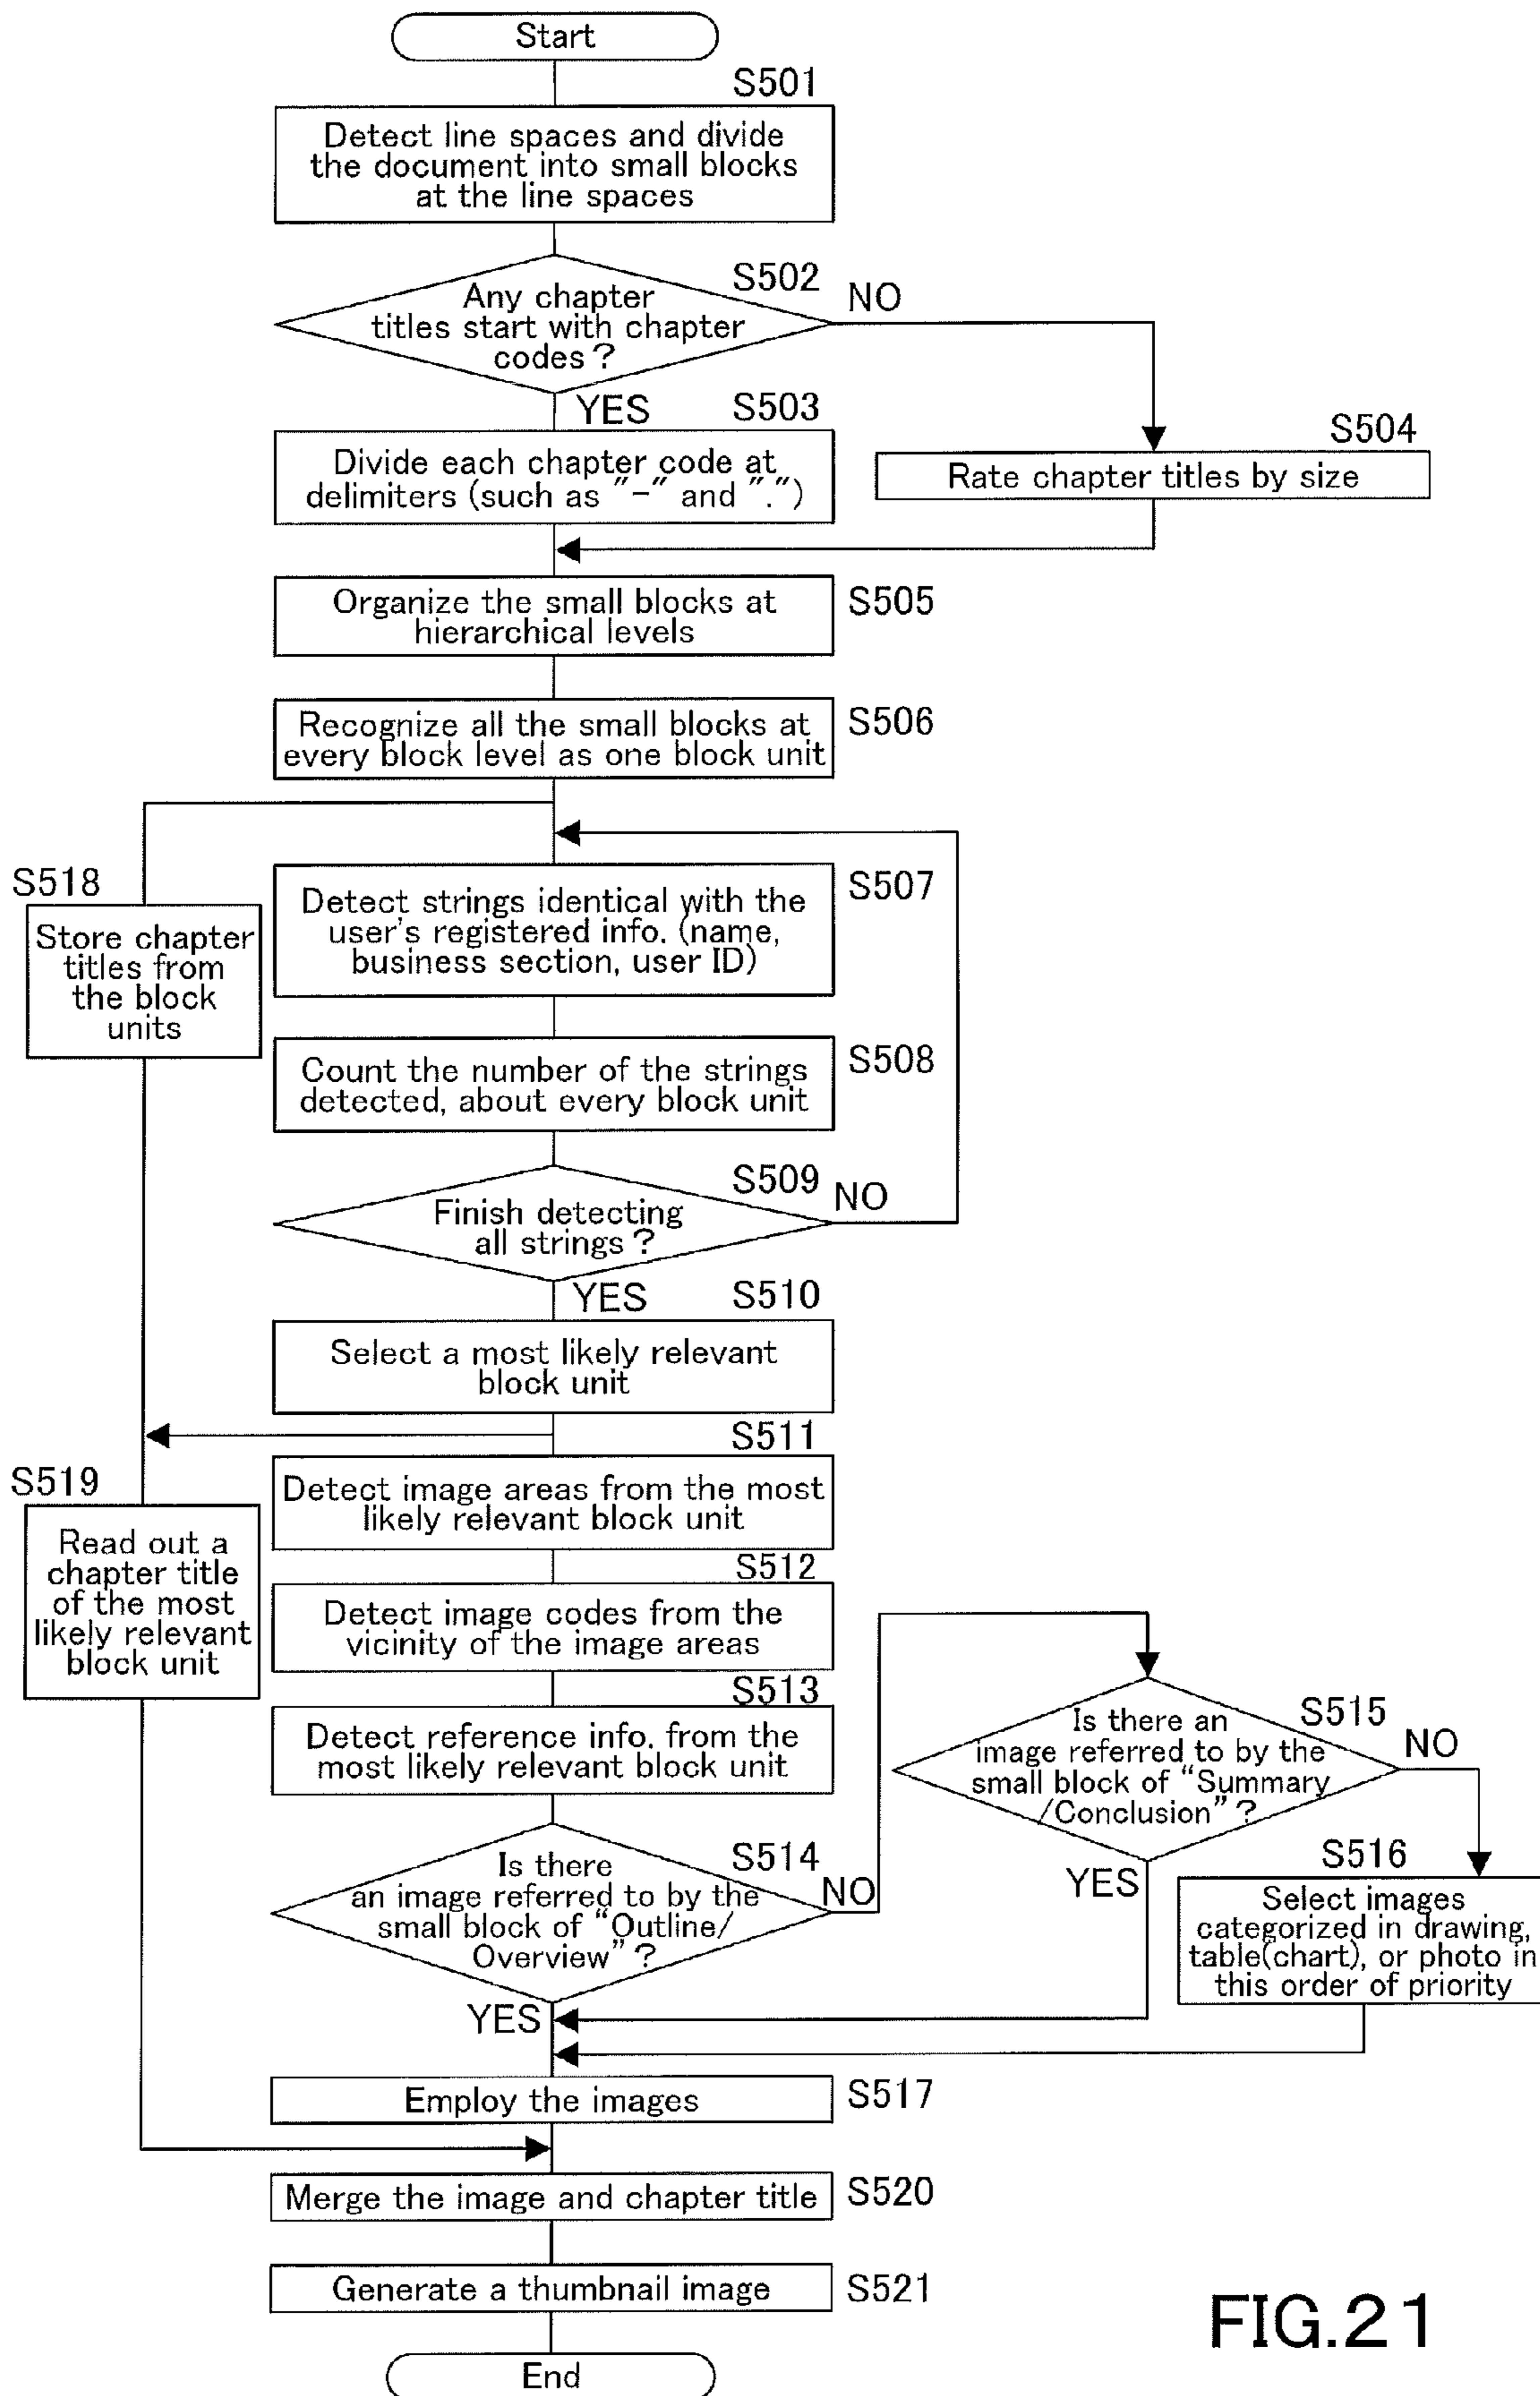 Start
S501
Detect line spaces and divide
the document into small blocks
at the line spaces
S502
Any chapter
titles start with chapter
codes?
NO
YES
S503
Divide each chapter code at
delimiters (such as "-" and ".")
S504
Rate chapter titles by size
Organize the small blocks at
hierarchical levels
S505
Recognize all the small blocks at
every block level as one block unit
S506
S518
Store chapter
titles from
the block
units
Detect strings identical with the
user's registered info. (name,
business section, user ID)
S507
Count the number of the strings
detected, about every block unit
S508
S509
Finish detecting
all strings?
NO
YES
S510
Select a most likely relevant
block unit
S511
Detect image areas from the most
likely relevant block unit
S519
Read out a
chapter title
of the most
likely relevant
block unit
S512
Detect image codes from the
vicinity of the image areas
S513
Detect reference info. from the
most likely relevant block unit
S514
Is there
an image referred to by the
small block of “Outline/
Overview”?
NO
YES
S515
Is there an
image referred to by the
small block of “Summary
/Conclusion”?
NO
YES
S516
Select images
categorized in drawing,
table(chart), or photo in
this order of priority
Employ the images
S517
Merge the image and chapter title
S520
Generate a thumbnail image
S521
End
FIG.21